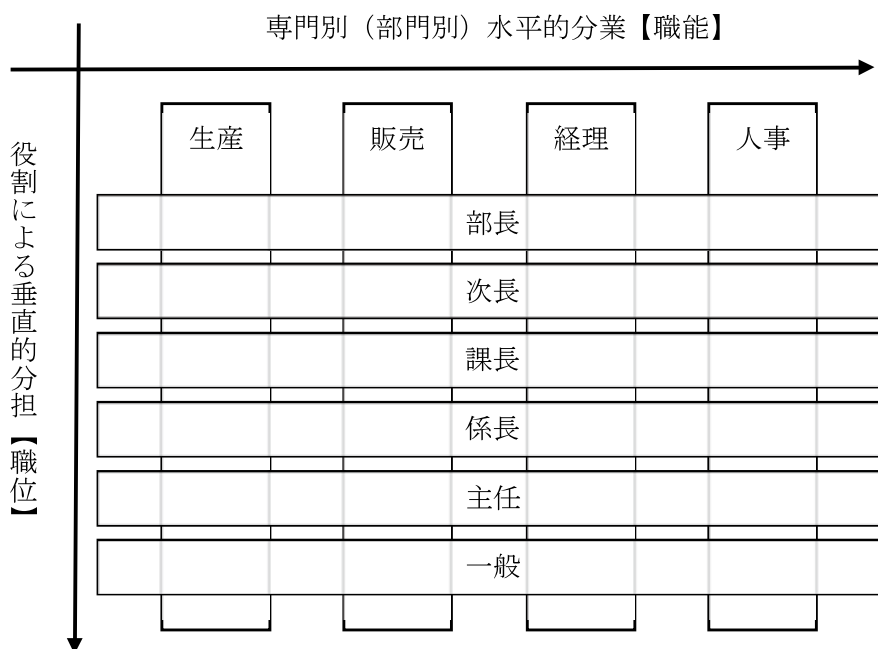 専門別（部門別）水平的分業【職能】
役割による垂直的分担【職位】
生産
販売
経理
人事
部長
次長
課長
係長
主任
一般